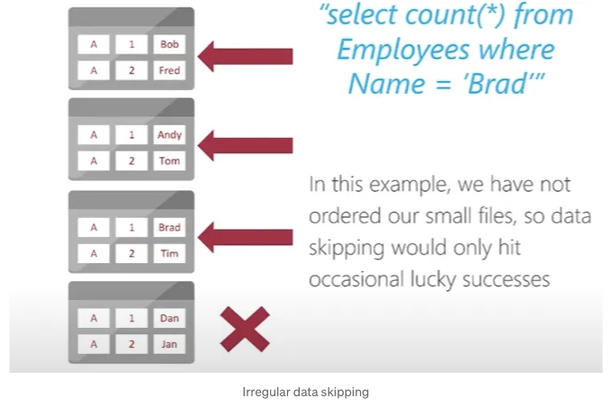 "select count(*) from
Employees where
Name = 'Brad'"
A 1 Bob
A 2 Fred
A 1 Andy
A 2 Tom
A 1 Brad
A 2 Tim
A 1 Dan
A 2 Jan
In this example, we have not
ordered our small files, so data
skipping would only hit
occasional lucky successes
Irregular data skipping